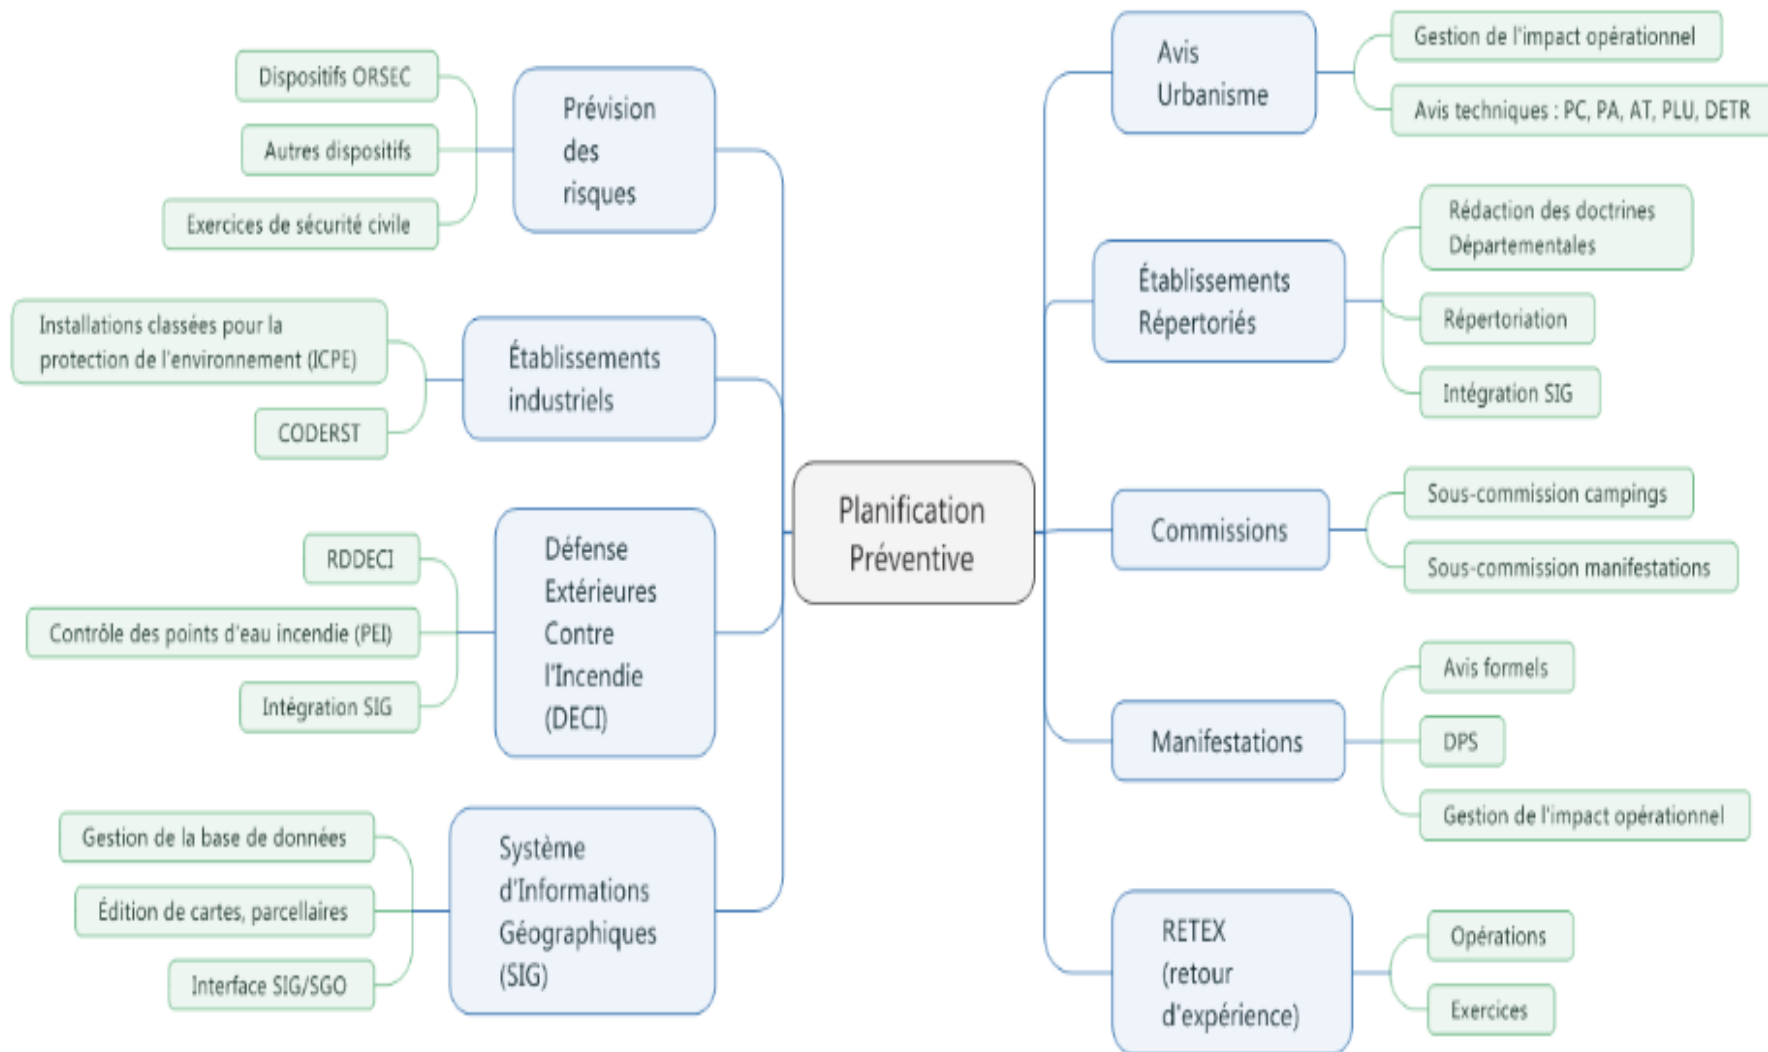 Planification
Préventive
Prévision
des
risques
Dispositifs ORSEC
Autres dispositifs
Exercices de sécurité civile
Établissements
industriels
Installations classées pour la
protection de l'environnement (ICPE)
CODERST
Défense
Extérieures
Contre
l'Incendie
(DECI)
RDDECI
Contrôle des points d'eau incendie (PEI)
Intégration SIG
Système
d'Informations
Géographiques
(SIG)
Gestion de la base de données
Édition de cartes, parcellaires
Interface SIG/SGO
Avis
Urbanisme
Gestion de l'impact opérationnel
Avis techniques : PC, PA, AT, PLU, DETR
Établissements
Répertoriés
Rédaction des doctrines
Départementales
Répertoriation
Intégration SIG
Commissions
Sous-commission campings
Sous-commission manifestations
Manifestations
Avis formels
DPS
Gestion de l'impact opérationnel
RETEX
(retour
d'expérience)
Opérations
Exercices